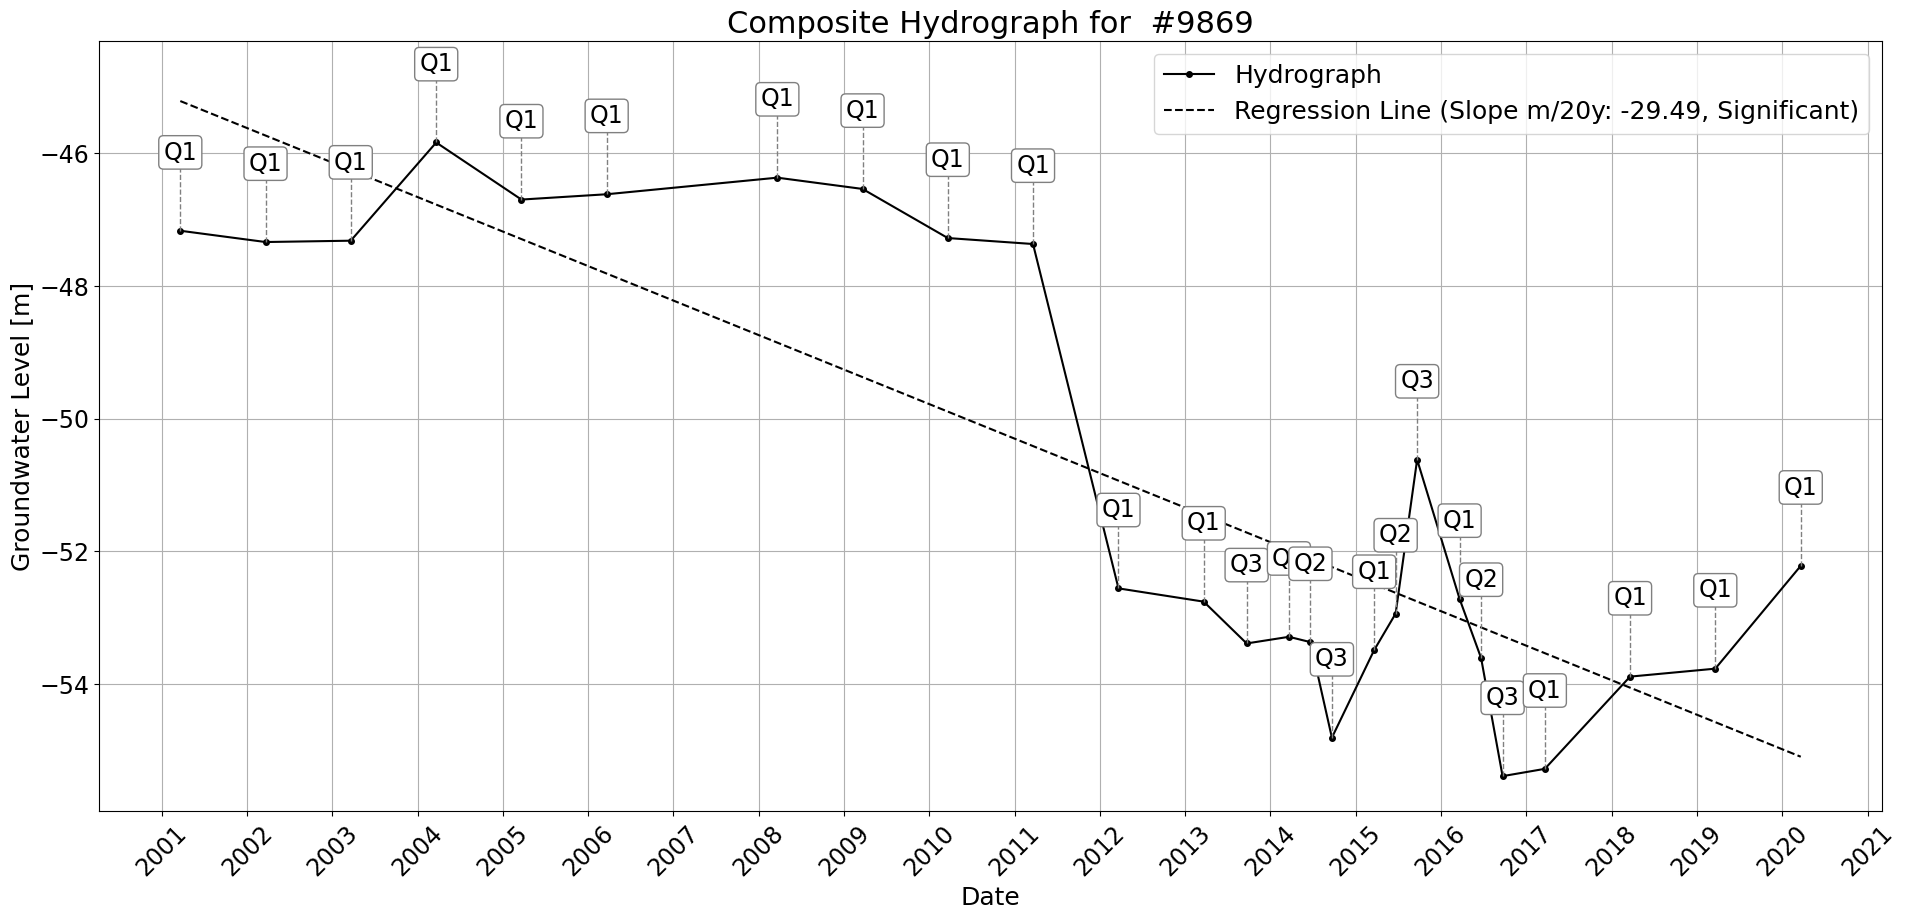 Composite Hydrograph for #9869
Hydrograph
Regression Line (Slope m/20y: -29.49, Significant)
Groundwater Level [m]
−46
−48
−50
−52
−54
Q1
Q1
Q1
Q1
Q1
Q1
Q1
Q1
Q1
Q1
Q1
Q1
Q3
Q
Q2
Q3
Q1
Q2
Q3
Q1
Q2
Q3
Q1
Q1
Q1
Q1
2001
2002
2003
2004
2005
2006
2007
2008
2009
2010
2011
2012
2013
2014
2015
2016
2017
2018
2019
2020
2021
Date